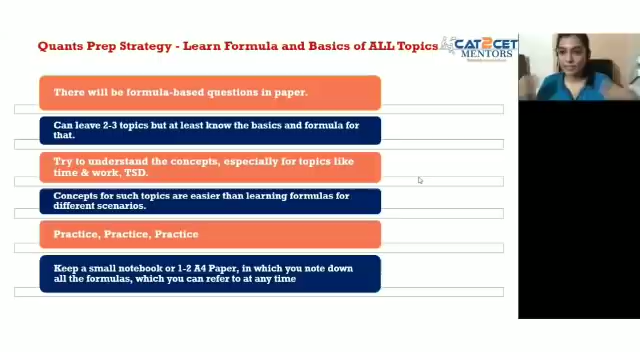 Quants Prep Strategy - Learn Formula and Basics of ALL Topics
CAT2CET
MENTORS
There will be formula-based questions in paper.
Can leave 2-3 topics but at least know the basics and formula for
that.
Try to understand the concepts, especially for topics like
time & work, TSD.
Concepts for such topics are easier than learning formulas for
different scenarios.
Practice, Practice, Practice
Keep a small notebook or 1-2 A4 Paper, in which you note down
all the formulas, which you can refer to at any time